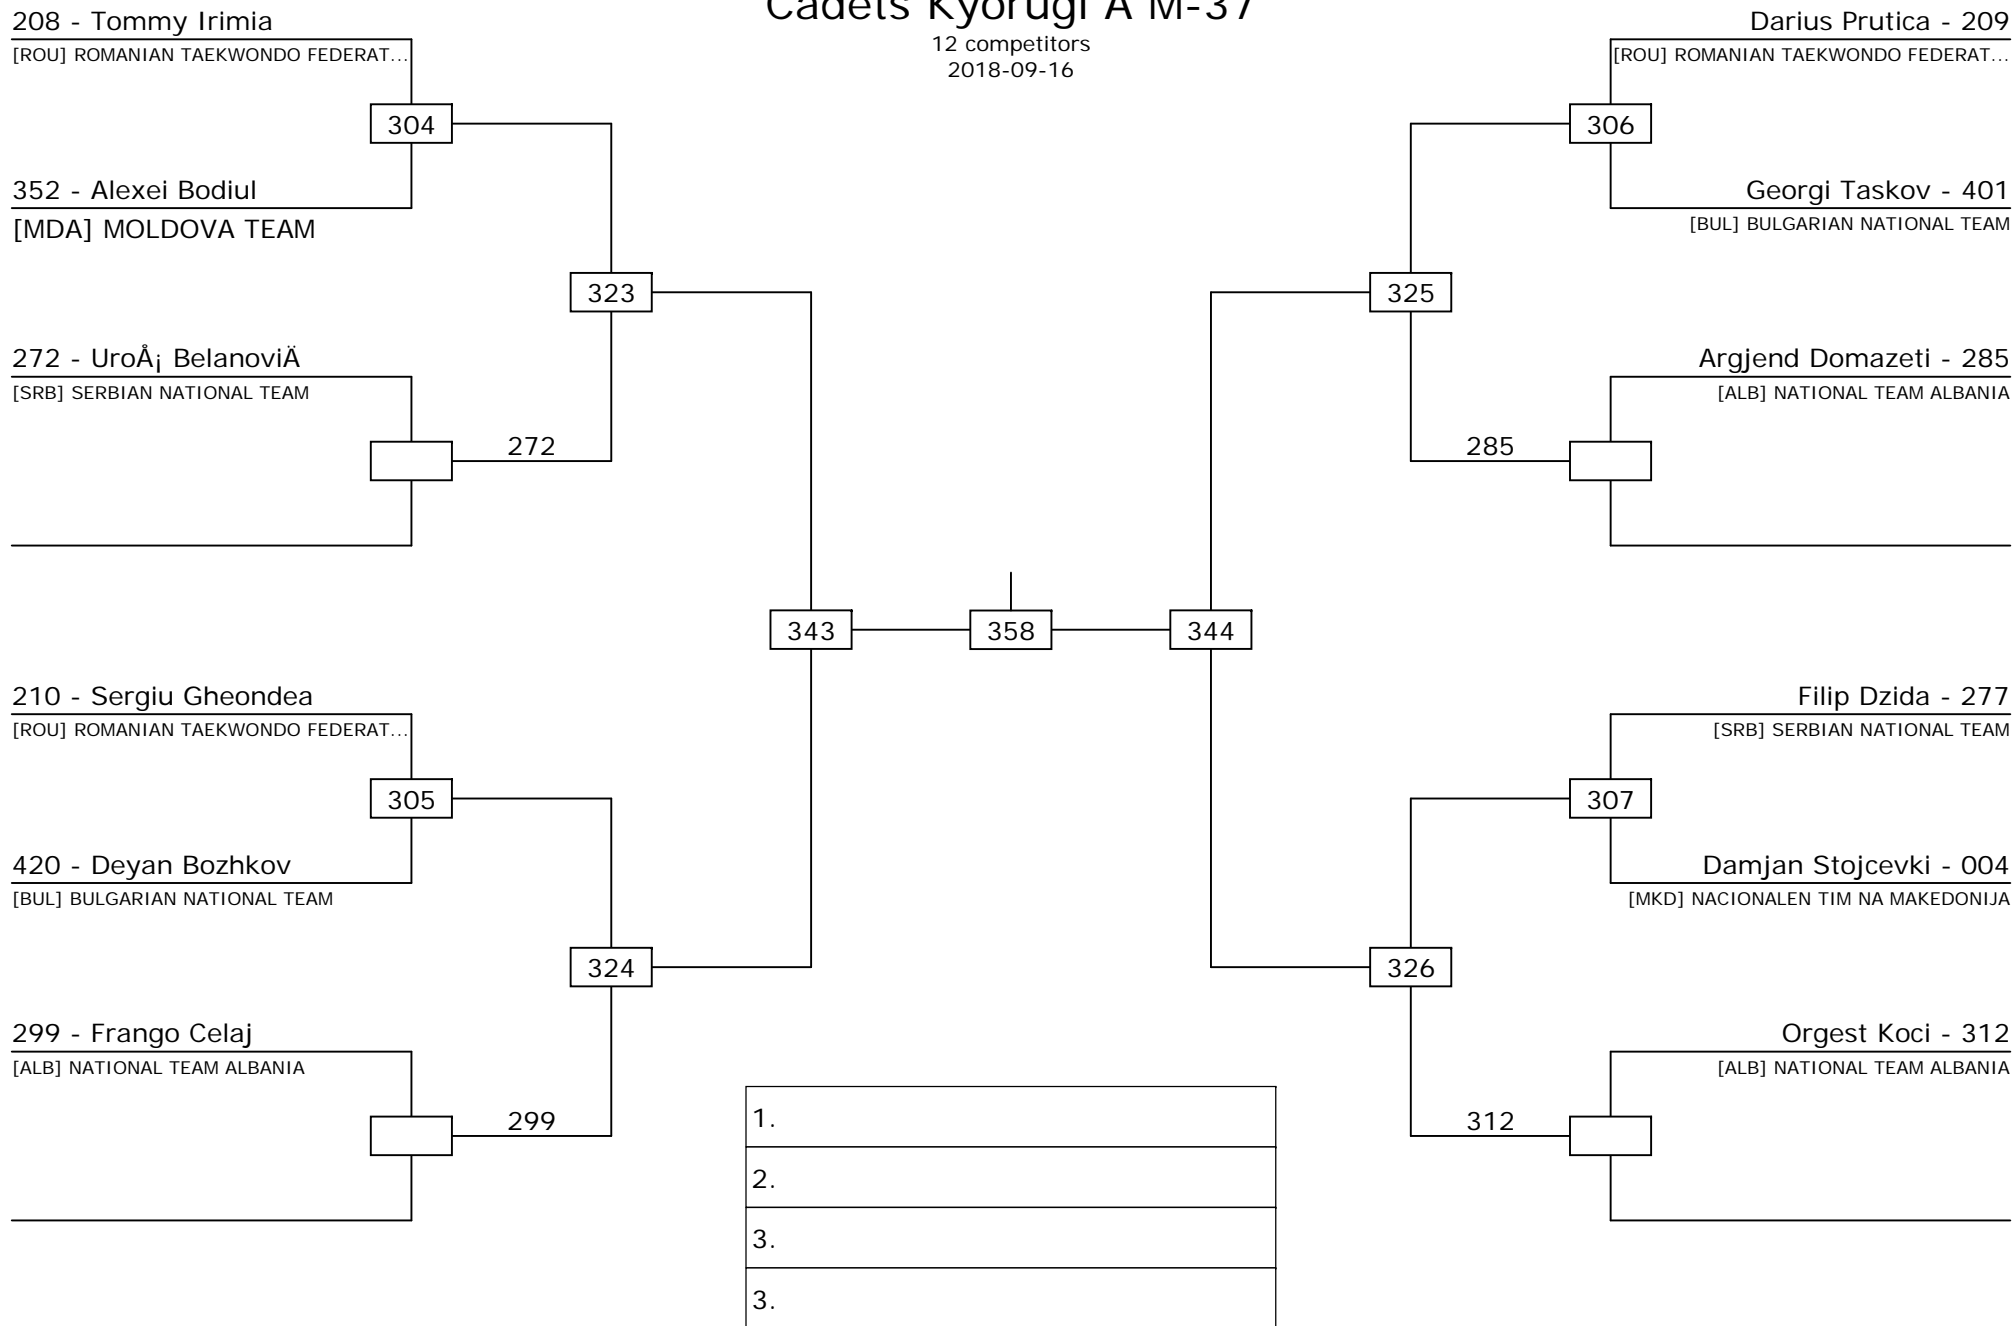 Cadets Kyorugi A M-37
12 competitors
2018-09-16
208 - Tommy Irimia
[ROU] ROMANIAN TAEKWONDO FEDERAT...
304
352 - Alexei Bodiul
[MDA] MOLDOVA TEAM
323
272 - UroÅ¡ BelanoviÄ
[SRB] SERBIAN NATIONAL TEAM
272
343
210 - Sergiu Gheondea
[ROU] ROMANIAN TAEKWONDO FEDERAT...
305
420 - Deyan Bozhkov
[BUL] BULGARIAN NATIONAL TEAM
324
299 - Frango Celaj
[ALB] NATIONAL TEAM ALBANIA
299
358
Darius Prutica - 209
[ROU] ROMANIAN TAEKWONDO FEDERAT...
306
Georgi Taskov - 401
[BUL] BULGARIAN NATIONAL TEAM
325
Argjend Domazeti - 285
[ALB] NATIONAL TEAM ALBANIA
285
344
Filip Dzida - 277
[SRB] SERBIAN NATIONAL TEAM
307
Damjan Stojcevki - 004
[MKD] NACIONALEN TIM NA MAKEDONIJA
326
Orgest Koci - 312
[ALB] NATIONAL TEAM ALBANIA
312
1.
2.
3.
3.